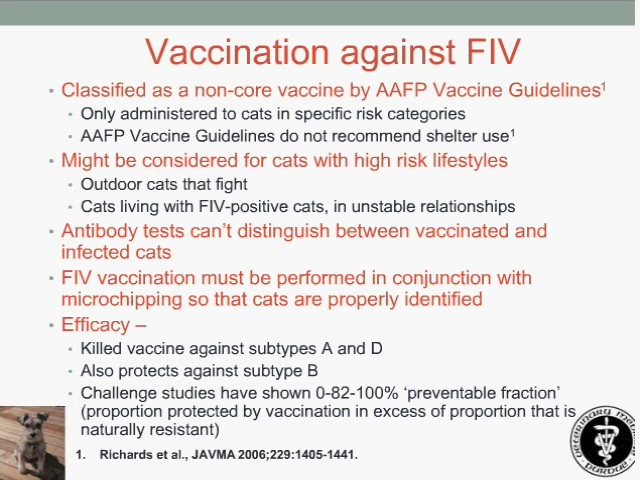 Vaccination against FIV
• Classified as a non-core vaccine by AAFP Vaccine Guidelines¹
• Only administered to cats in specific risk categories
• AAFP Vaccine Guidelines do not recommend shelter use¹
• Might be considered for cats with high risk lifestyles
• Outdoor cats that fight
• Cats living with FIV-positive cats, in unstable relationships
• Antibody tests can't distinguish between vaccinated and
infected cats
• FIV vaccination must be performed in conjunction with
microchipping so that cats are properly identified
• Efficacy –
• Killed vaccine against subtypes A and D
• Also protects against subtype B
• Challenge studies have shown 0-82-100% 'preventable fraction'
(proportion protected by vaccination in excess of proportion that is
naturally resistant)
1. Richards et al., JAVMA 2006;229:1405-1441.
VETERINARY
PURDUE